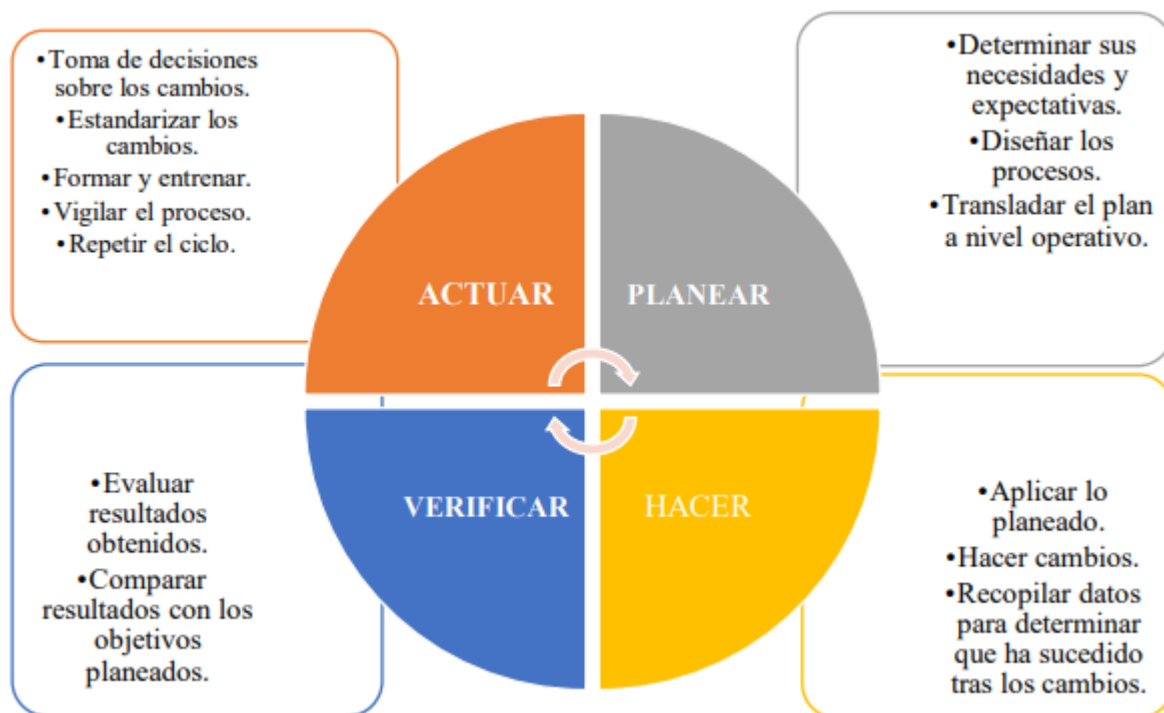 •Toma de decisiones
sobre los cambios.
•Estandarizar los
cambios.
•Formar y entrenar.
•Vigilar el proceso.
•Repetir el ciclo.
•Determinar sus
necesidades y
expectativas.
•Diseñar los
procesos.
•Transladar el plan
a nivel operativo.
ACTUAR
PLANEAR
VERIFICAR
HACER
•Evaluar
resultados
obtenidos.
•Comparar
resultados con los
objetivos
planeados.
•Aplicar lo
planeado.
•Hacer cambios.
•Recopilar datos
para determinar
que ha sucedido
tras los cambios.